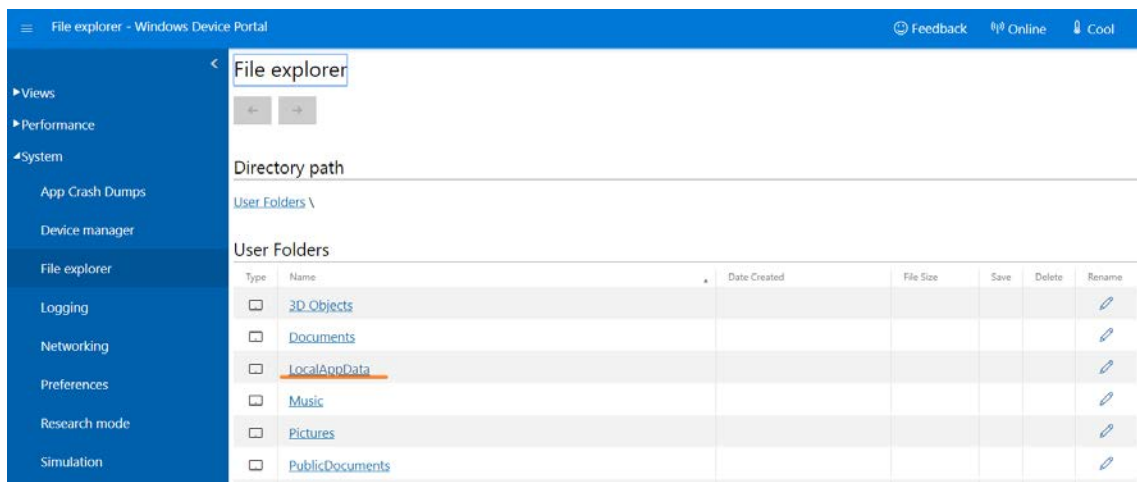 File explorer - Windows Device Portal
Feedback Online Cool
Views
Performance
System
App Crash Dumps
Device manager
File explorer
Logging
Networking
Preferences
Research mode
Simulation
File explorer
Directory path
User Folders \
User Folders
Type Name Date Created File Size Save Delete Rename
3D Objects
Documents
LocalAppData
Music
Pictures
PublicDocuments